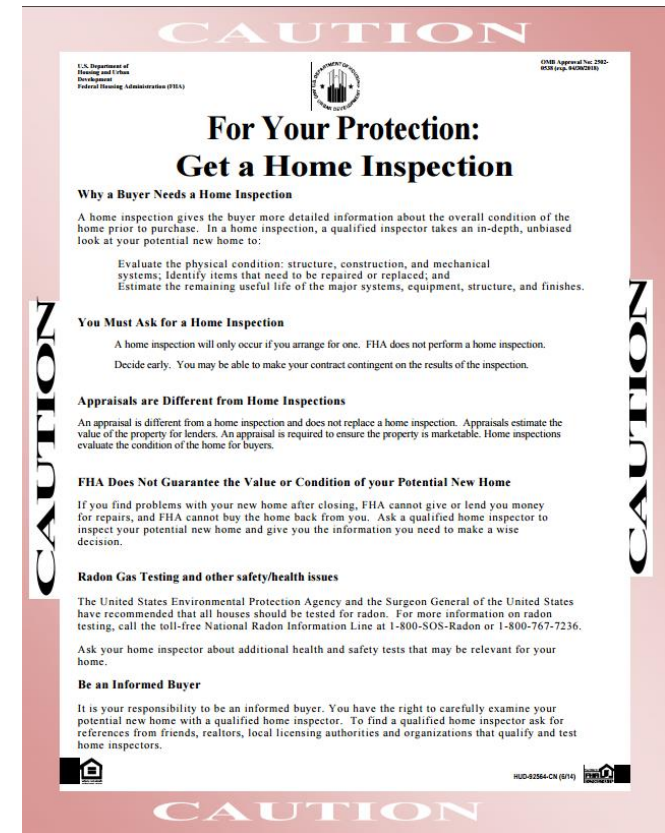 CAUTION
U.S. Department of
Housing and Urban
Development
Federal Housing Administration (FHA)
OMB Approval No: 2502-
0538 (exp. 04/30/2018)
For Your Protection:
Get a Home Inspection
Why a Buyer Needs a Home Inspection
A home inspection gives the buyer more detailed information about the overall condition of the
home prior to purchase. In a home inspection, a qualified inspector takes an in-depth, unbiased
look at your potential new home to:
Evaluate the physical condition: structure, construction, and mechanical
systems; Identify items that need to be repaired or replaced; and
Estimate the remaining useful life of the major systems, equipment, structure, and finishes.
CAUTION
CAUTION
You Must Ask for a Home Inspection
A home inspection will only occur if you arrange for one. FHA does not perform a home inspection.
Decide early. You may be able to make your contract contingent on the results of the inspection.
Appraisals are Different from Home Inspections
An appraisal is different from a home inspection and does not replace a home inspection. Appraisals estimate the
value of the property for lenders. An appraisal is required to ensure the property is marketable. Home inspections
evaluate the condition of the home for buyers.
FHA Does Not Guarantee the Value or Condition of your Potential New Home
If you find problems with your new home after closing, FHA cannot give or lend you money
for repairs, and FHA cannot buy the home back from you. Ask a qualified home inspector to
inspect your potential new home and give you the information you need to make a wise
decision.
Radon Gas Testing and other safety/health issues
The United States Environmental Protection Agency and the Surgeon General of the United States
have recommended that all houses should be tested for radon. For more information on radon
testing, call the toll-free National Radon Information Line at 1-800-SOS-Radon or 1-800-767-7236.
Ask your home inspector about additional health and safety tests that may be relevant for your
home.
Be an Informed Buyer
It is your responsibility to be an informed buyer. You have the right to carefully examine your
potential new home with a qualified home inspector. To find a qualified home inspector ask for
references from friends, realtors, local licensing authorities and organizations that qualify and test
home inspectors.
HUD-92564-CN (6/14)
CAUTION